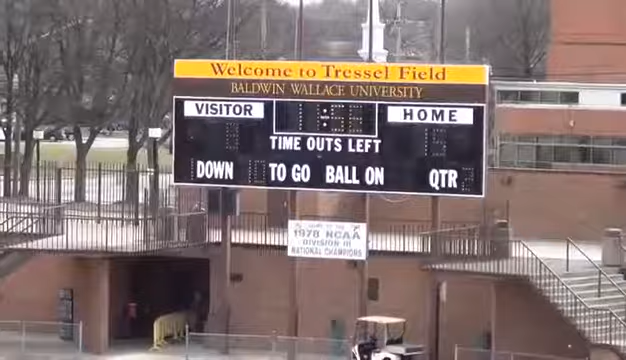 Welcome to Tressel Field
BALDWIN WALLACE UNIVERSITY
VISITOR
HOME
TIME OUTS LEFT
DOWN TO GO BALL ON QTR
1978 NCAA
DIVISION III
NATIONAL CHAMPIONS